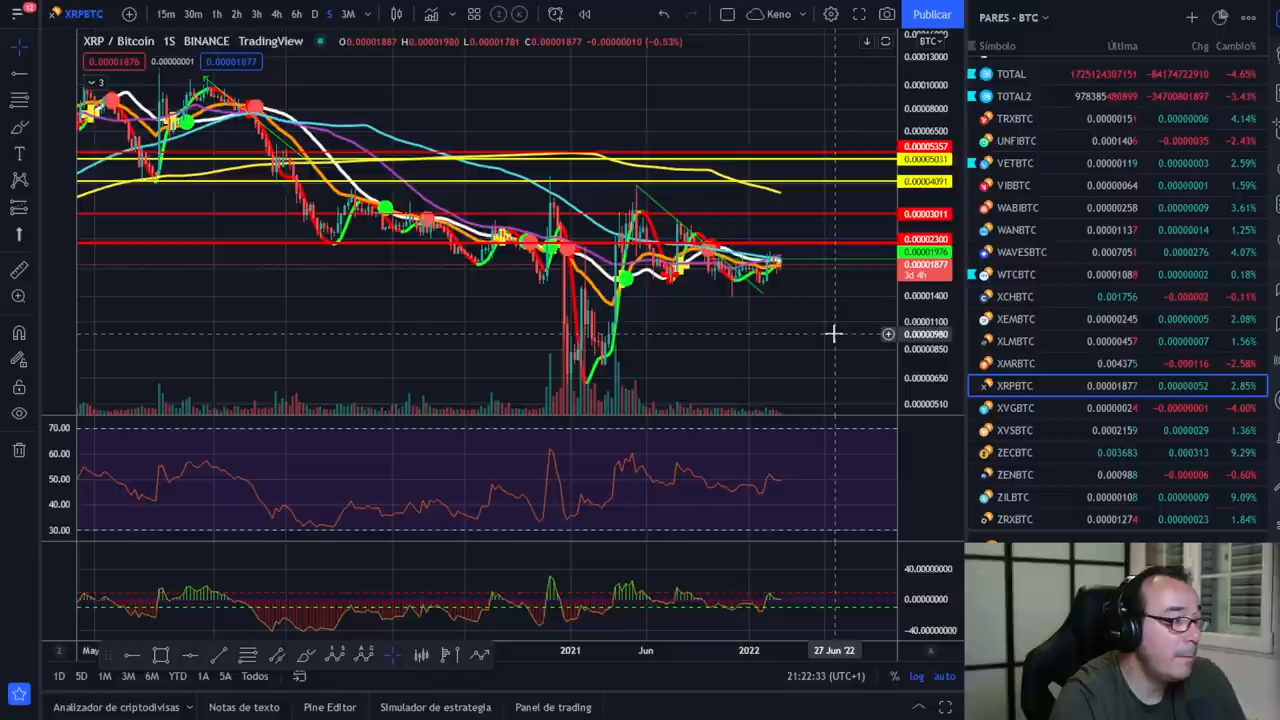 12
XRPBTC
15m 30m 1h 2h 3h 4h 6h D S 3M
2 K
Keno
Publicar
XRP / Bitcoin 1S BINANCE TradingView
O0.00001887 H0.00001980 L0.00001781 C0.00001877 -0.00000010 (-0.53%)
BTC
0.00001876 0.00000001 0.00001877
3
0.00013000
0.00010000
0.00008000
0.00006500
0.00005357
0.00005031
0.00004091
0.00003011
0.00002300
0.00001976
0.00001877
3d 4h
0.00001400
0.00001100
0.00000980
0.00000850
0.00000650
0.00000510
70.00
60.00
50.00
40.00
30.00
40.00000000
0.00000000
-40.00000000
Z
2021 Jun 2022 27 Jun '22
A
1D 5D 1M 3M 6M YTD 1A 5A Todos
21:22:33 (UTC+1) % log auto
Analizador de criptodivisas Notas de texto Pine Editor Simulador de estrategia Panel de trading
PARES - BTC
Símbolo Última Chg Cambio%
TOTAL 1725124307151 -84174722910 -4.65%
TOTAL2 978385480899 -34700801897 -3.43%
TRXBTC 0.00000151 0.00000006 4.14%
UNFIBTC 0.0001406 -0.0000035 -2.43%
VETBTC 0.00000119 0.00000003 2.59%
VIBBTC 0.00000064 0.00000001 1.59%
WABIBTC 0.00000258 0.00000009 3.61%
WANBTC 0.00001137 0.00000014 1.25%
WAVESBTC 0.0007051 0.0000276 4.07%
WTCBTC 0.00001088 0.00000002 0.18%
XCHBTC 0.001756 -0.000002 -0.11%
XEMBTC 0.00000245 0.00000005 2.08%
XLMBTC 0.00000457 0.00000007 1.56%
XMRBTC 0.004375 -0.000116 -2.58%
XRPBTC 0.00001877 0.00000052 2.85%
XVGBTC 0.00000024 -0.00000001 -4.00%
XVSBTC 0.0002159 0.0000029 1.36%
ZECBTC 0.003683 0.000313 9.29%
ZENBTC 0.000988 -0.000006 -0.60%
ZILBTC 0.00000108 0.00000009 9.09%
ZRXBTC 0.00001274 0.00000023 1.84%